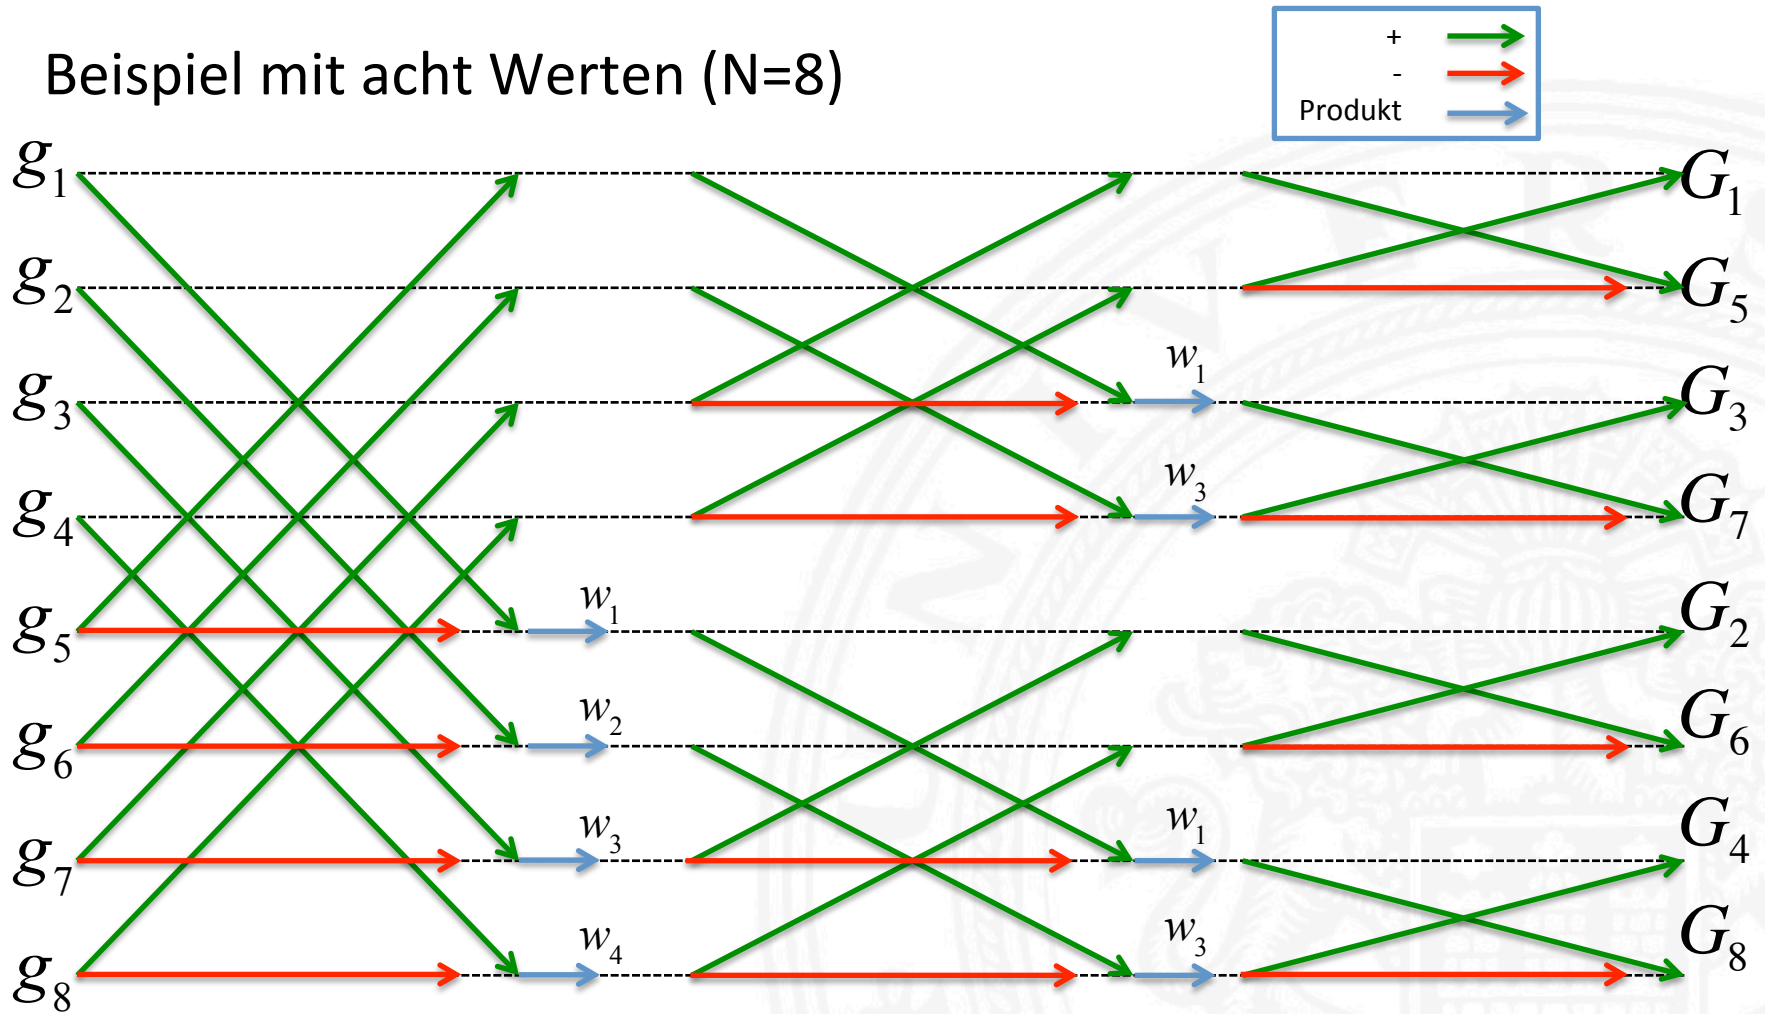 Beispiel mit acht Werten (N=8)
+
-
Produkt
g1
G1
g2
G5
w1
g3
G3
w3
g4
G7
w1
g5
G2
w2
g6
G6
w3
w1
g7
G4
w4
w3
g8
G8